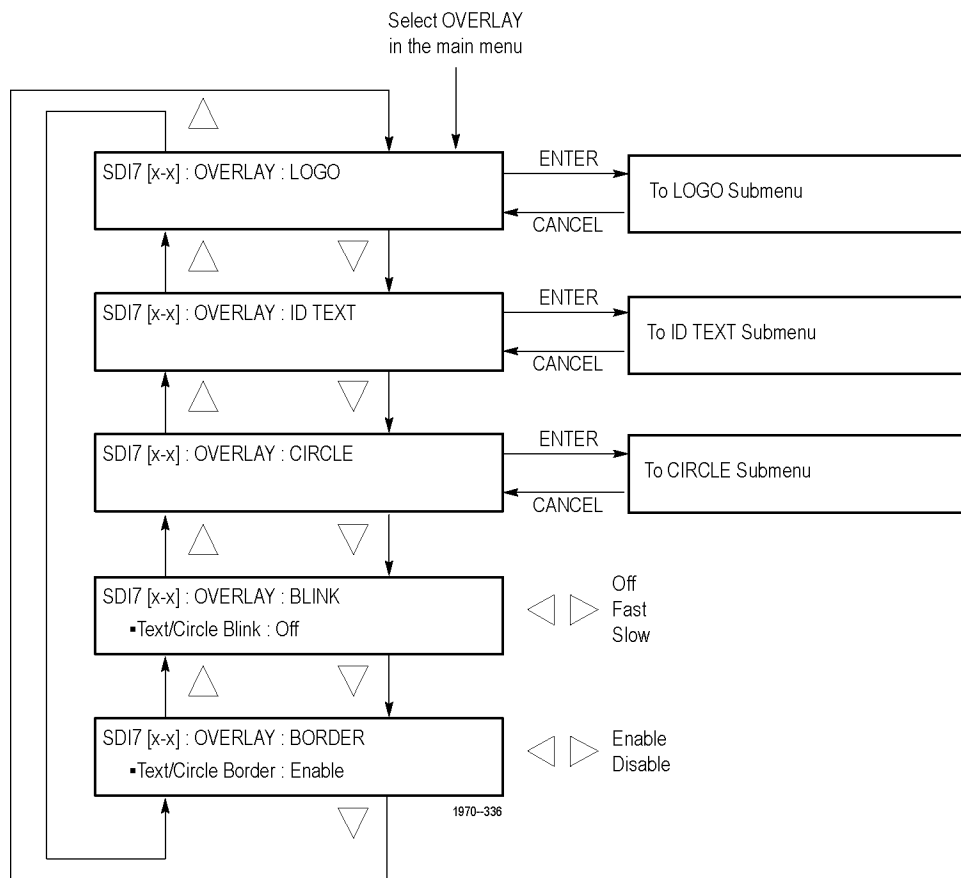 Select OVERLAY
in the main menu
SDI7 [x-x] : OVERLAY : LOGO
ENTER
CANCEL
To LOGO Submenu
SDI7 [x-x] : OVERLAY : ID TEXT
ENTER
CANCEL
To ID TEXT Submenu
SDI7 [x-x] : OVERLAY : CIRCLE
ENTER
CANCEL
To CIRCLE Submenu
SDI7 [x-x] : OVERLAY : BLINK
▪Text/Circle Blink : Off
Off
Fast
Slow
SDI7 [x-x] : OVERLAY : BORDER
▪Text/Circle Border : Enable
Enable
Disable
1970--336